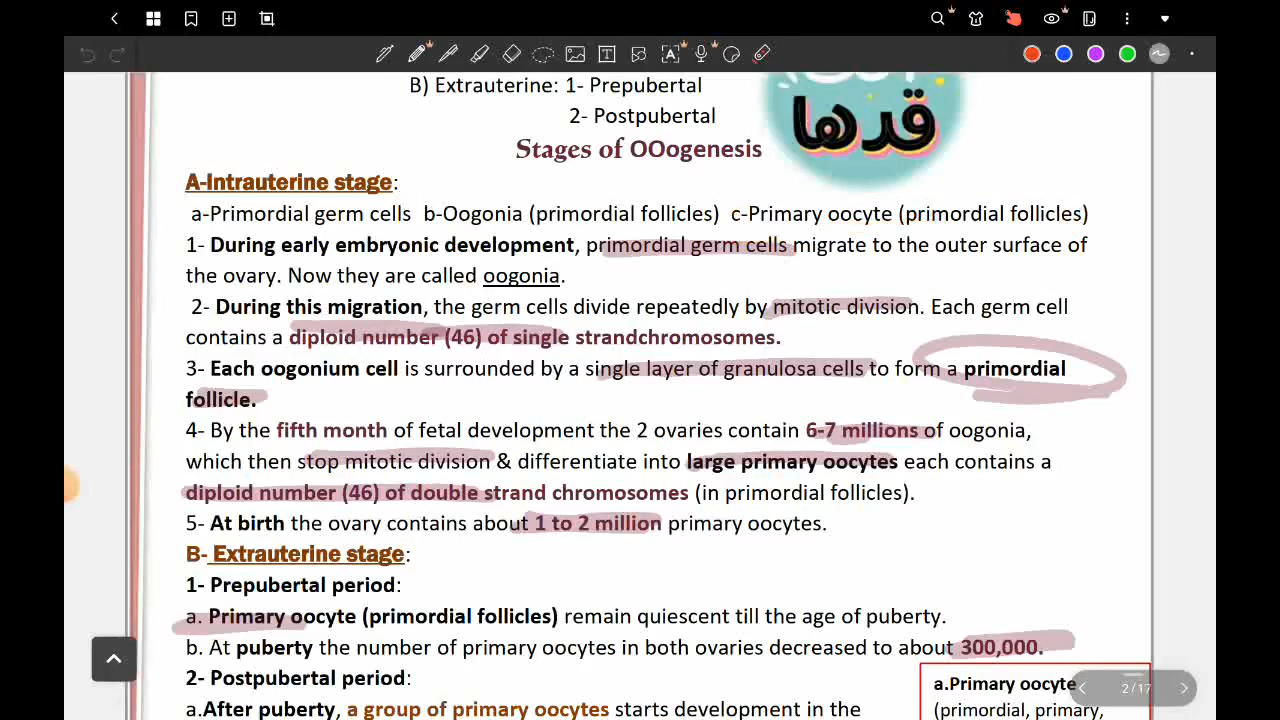 B) Extrauterine: 1- Prepubertal
2- Postpubertal
قدها
Stages of OOogenesis
A-Intrauterine stage:
a-Primordial germ cells b-Oogonia (primordial follicles) c-Primary oocyte (primordial follicles)
1- During early embryonic development, primordial germ cells migrate to the outer surface of
the ovary. Now they are called oogonia.
2- During this migration, the germ cells divide repeatedly by mitotic division. Each germ cell
contains a diploid number (46) of single strandchromosomes.
3- Each oogonium cell is surrounded by a single layer of granulosa cells to form a primordial
follicle.
4- By the fifth month of fetal development the 2 ovaries contain 6-7 millions of oogonia,
which then stop mitotic division & differentiate into large primary oocytes each contains a
diploid number (46) of double strand chromosomes (in primordial follicles).
5- At birth the ovary contains about 1 to 2 million primary oocytes.
B- Extrauterine stage:
1- Prepubertal period:
a. Primary oocyte (primordial follicles) remain quiescent till the age of puberty.
b. At puberty the number of primary oocytes in both ovaries decreased to about 300,000.
2- Postpubertal period:
a.After puberty, a group of primary oocytes starts development in the
a.Primary oocyte
(primordial, primary,
2/17